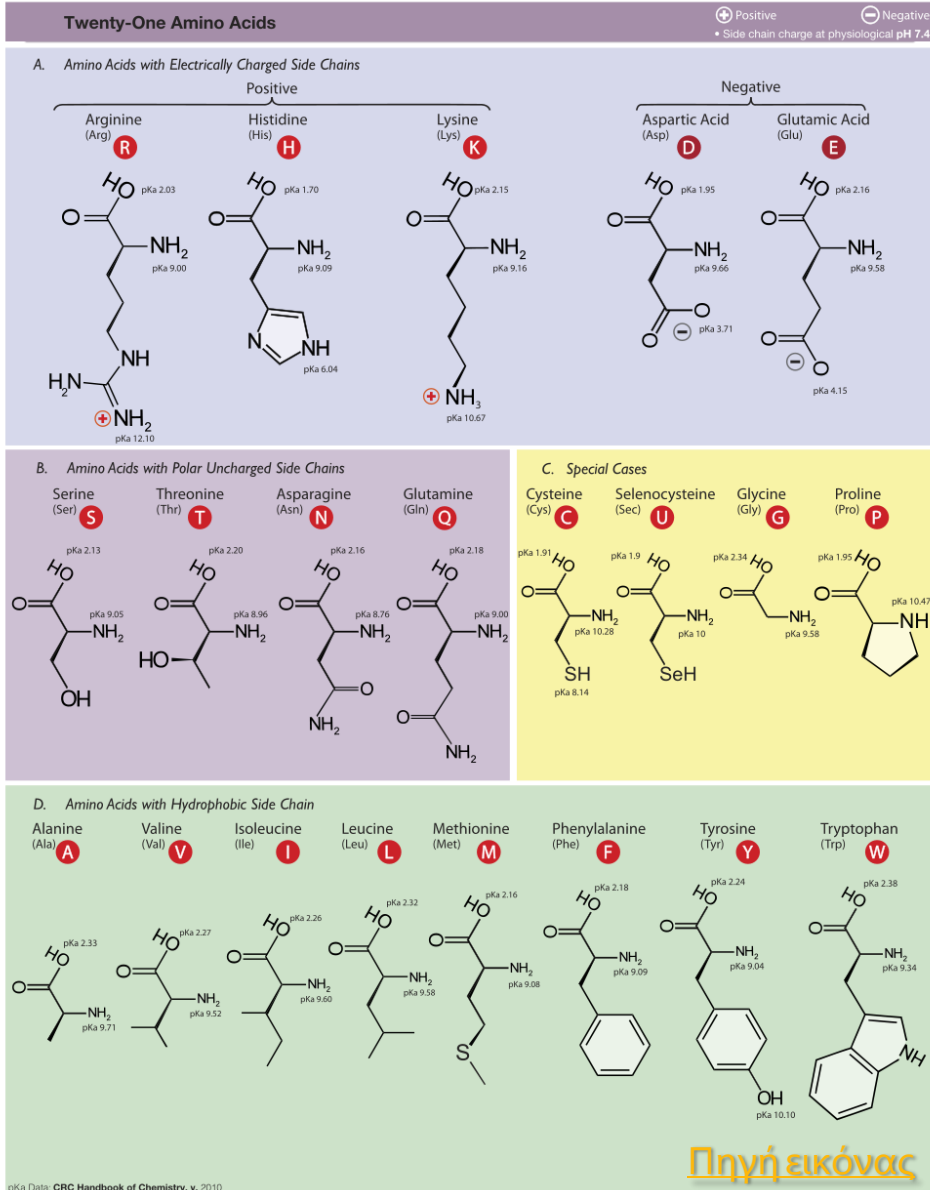 Twenty-One Amino Acids
+ Positive
− Negative
• Side chain charge at physiological pH 7.4
A. Amino Acids with Electrically Charged Side Chains
Positive
Negative
Arginine
(Arg)
R
pKa 2.03
HO
O
NH2
pKa 9.00
NH
H2N
+
NH2
pKa 12.10
Histidine
(His)
H
pKa 1.70
HO
O
NH2
pKa 9.09
N
NH
pKa 6.04
Lysine
(Lys)
K
pKa 2.15
HO
O
NH2
pKa 9.16
+
NH3
pKa 10.67
Aspartic Acid
(Asp)
D
pKa 1.95
HO
O
NH2
pKa 9.66
O
O
−
pKa 3.71
Glutamic Acid
(Glu)
E
pKa 2.16
HO
O
NH2
pKa 9.58
O
−
O
pKa 4.15
B. Amino Acids with Polar Uncharged Side Chains
Serine
(Ser)
S
pKa 2.13
HO
O
pKa 9.05
NH2
OH
Threonine
(Thr)
T
pKa 2.20
HO
O
pKa 8.96
NH2
HO
Asparagine
(Asn)
N
pKa 2.16
HO
O
pKa 8.76
NH2
O
NH2
Glutamine
(Gln)
Q
pKa 2.18
HO
O
pKa 9.00
NH2
O
NH2
C. Special Cases
Cysteine
(Cys)
C
pKa 1.91
HO
O
NH2
pKa 10.28
SH
pKa 8.14
Selenocysteine
(Sec)
U
pKa 1.9
HO
O
NH2
pKa 10
SeH
Glycine
(Gly)
G
pKa 2.34
HO
O
NH2
pKa 9.58
Proline
(Pro)
P
pKa 1.95
HO
O
pKa 10.47
NH
D. Amino Acids with Hydrophobic Side Chain
Alanine
(Ala)
A
pKa 2.33
HO
O
NH2
pKa 9.71
Valine
(Val)
V
pKa 2.27
HO
O
NH2
pKa 9.52
Isoleucine
(Ile)
I
pKa 2.26
HO
O
NH2
pKa 9.60
Leucine
(Leu)
L
pKa 2.32
HO
O
NH2
pKa 9.58
Methionine
(Met)
M
pKa 2.16
HO
O
NH2
pKa 9.08
S
Phenylalanine
(Phe)
F
pKa 2.18
HO
O
NH2
pKa 9.09
Tyrosine
(Tyr)
Y
pKa 2.24
HO
O
NH2
pKa 9.04
OH
pKa 10.10
Tryptophan
(Trp)
W
pKa 2.38
HO
O
NH2
pKa 9.34
NH
Πηγή εικόνας
pKa Data: CRC Handbook of Chemistry, v. 2010